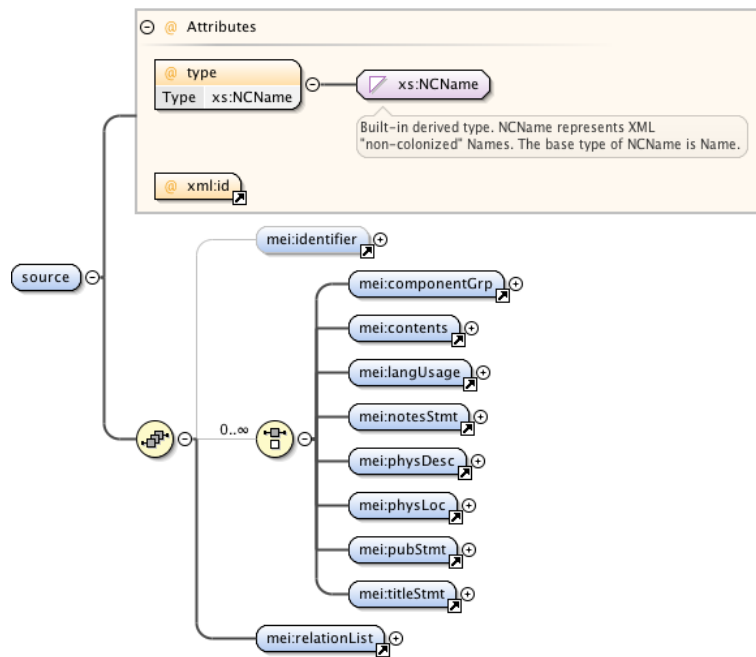 @ Attributes
@ type
Type xs:NCName
xs:NCName
Built-in derived type. NCName represents XML
"non-colonized" Names. The base type of NCName is Name.
@ xml:id
mei:identifier
source
mei:componentGrp
mei:contents
mei:langUsage
0..∞
mei:notesStmt
mei:physDesc
mei:physLoc
mei:pubStmt
mei:titleStmt
mei:relationList